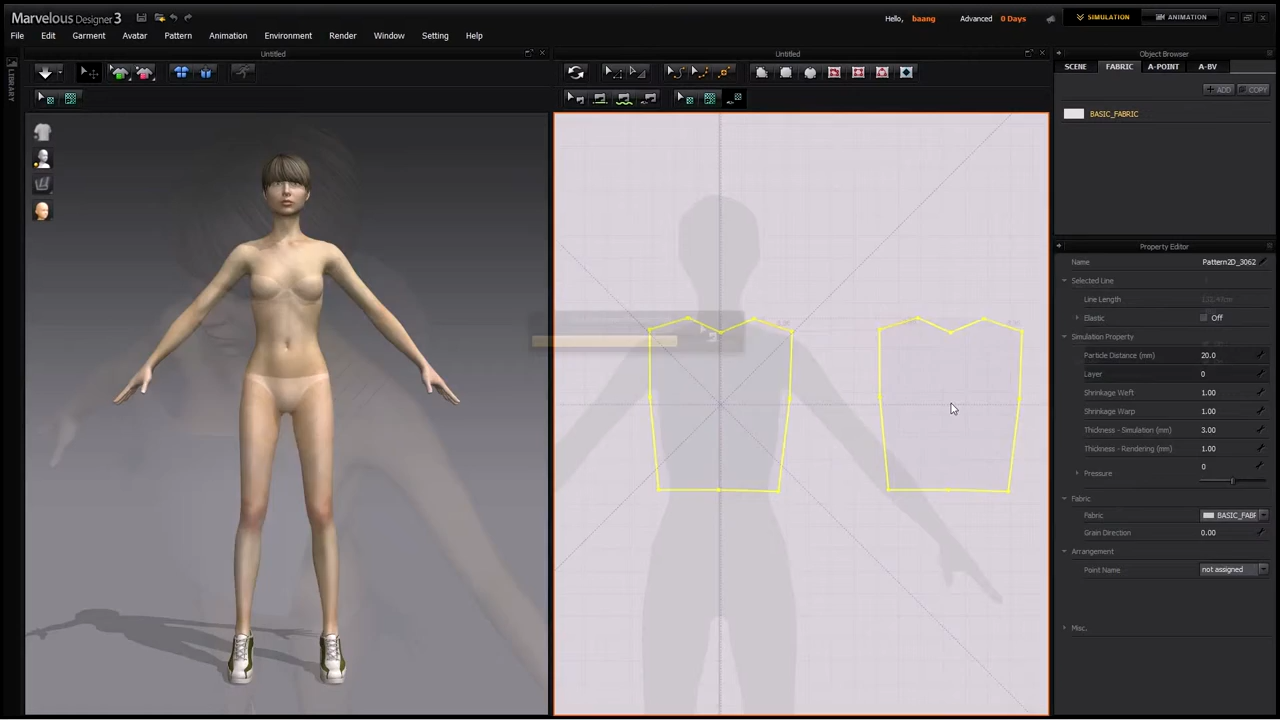 Marvelous Designer 3
Hello, baang Advanced 0 Days SIMULATION ANIMATION
File Edit Garment Avatar Pattern Animation Environment Render Window Setting Help
Untitled
Untitled
Object Browser
LIBRARY
SCENE FABRIC A-POINT A-BV
ADD COPY
BASIC_FABRIC
Property Editor
Name Pattern2D_3062
Selected Line
Line Length
Elastic Off
Simulation Property
Particle Distance (mm) 20.0
Layer 0
Shrinkage Weft 1.00
Shrinkage Warp 1.00
Thickness - Simulation (mm) 3.00
Thickness - Rendering (mm) 1.00
Pressure 0
Fabric
Fabric BASIC_FABF
Grain Direction 0.00
Arrangement
Point Name not assigned
Misc.